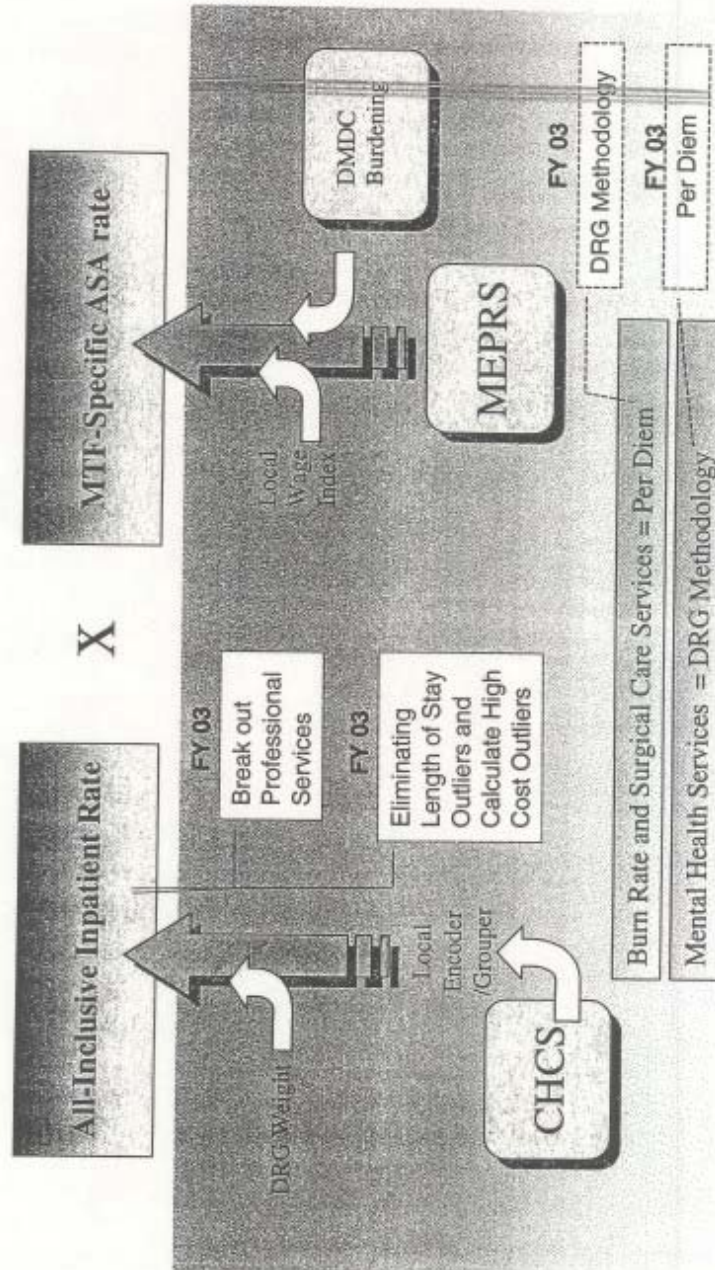 All-Inclusive Inpatient Rate
X
MTF-Specific ASA rate
DRG Weight
FY 03
Break out
Professional
Services
FY 03
Eliminating
Length of Stay
Outliers and
Calculate High
Cost Outliers
Local
Encoder
/Grouper
CHCS
Local
Wage
Index
MEPRS
DMDC
Burdening
Burn Rate and Surgical Care Services = Per Diem
FY 03
DRG Methodology
Mental Health Services = DRG Methodology
FY 03
Per Diem